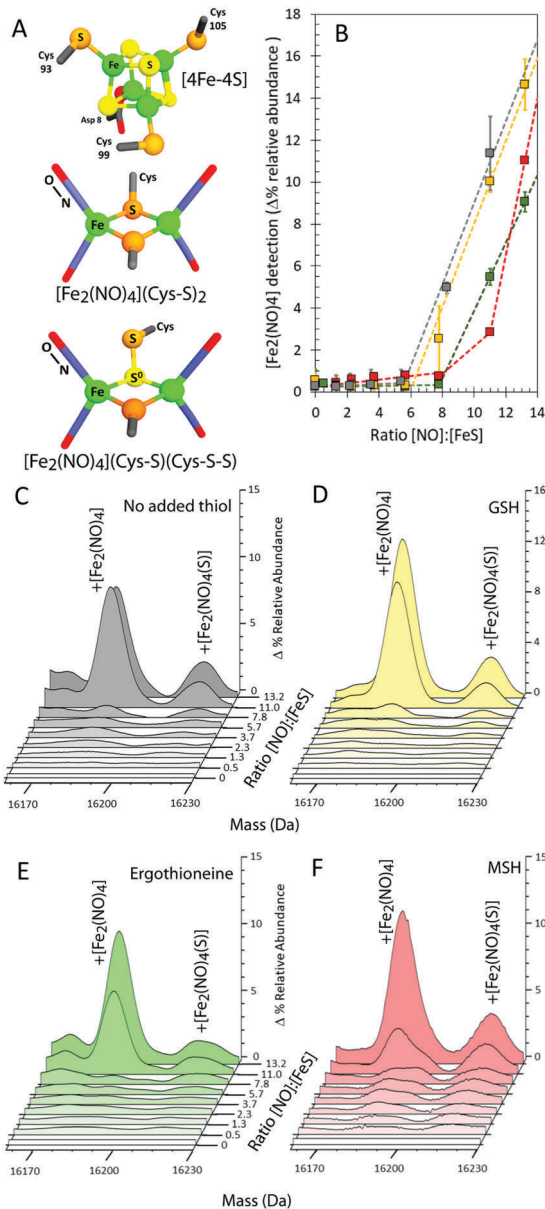 A
Cys
105
Cys
93
S
Fe
S
[4Fe-4S]
Asp 8
Cys
99
O
N
Cys
S
Fe
[Fe2(NO)4](Cys-S)2
O
N
Cys
S
S⁰
Fe
[Fe2(NO)4](Cys-S)(Cys-S-S)
B
[Fe2(NO)4] detection (Δ% relative abundance )
18
16
14
12
10
8
6
4
2
0
0 2 4 6 8 10 12 14
Ratio [NO]:[FeS]
C
No added thiol
+[Fe2(NO)4]
+[Fe2(NO)4(S)]
15
10
5
0
Δ % Relative Abundance
13.2
11.0
7.8
5.7
3.7
2.3
1.3
0.5
0
Ratio [NO]:[FeS]
16170 16200 16230
D
GSH
+[Fe2(NO)4]
+[Fe2(NO)4(S)]
16
12
8
4
0
16170 16200 16230
Mass (Da)
E
Ergothioneine
+[Fe2(NO)4]
+[Fe2(NO)4(S)]
15
10
5
0
Δ % Relative Abundance
13.2
11.0
7.8
5.7
3.7
2.3
1.3
0.5
0
Ratio [NO]:[FeS]
16170 16200 16230
F
MSH
+[Fe2(NO)4]
+[Fe2(NO)4(S)]
15
10
5
0
16170 16200 16230
Mass (Da)